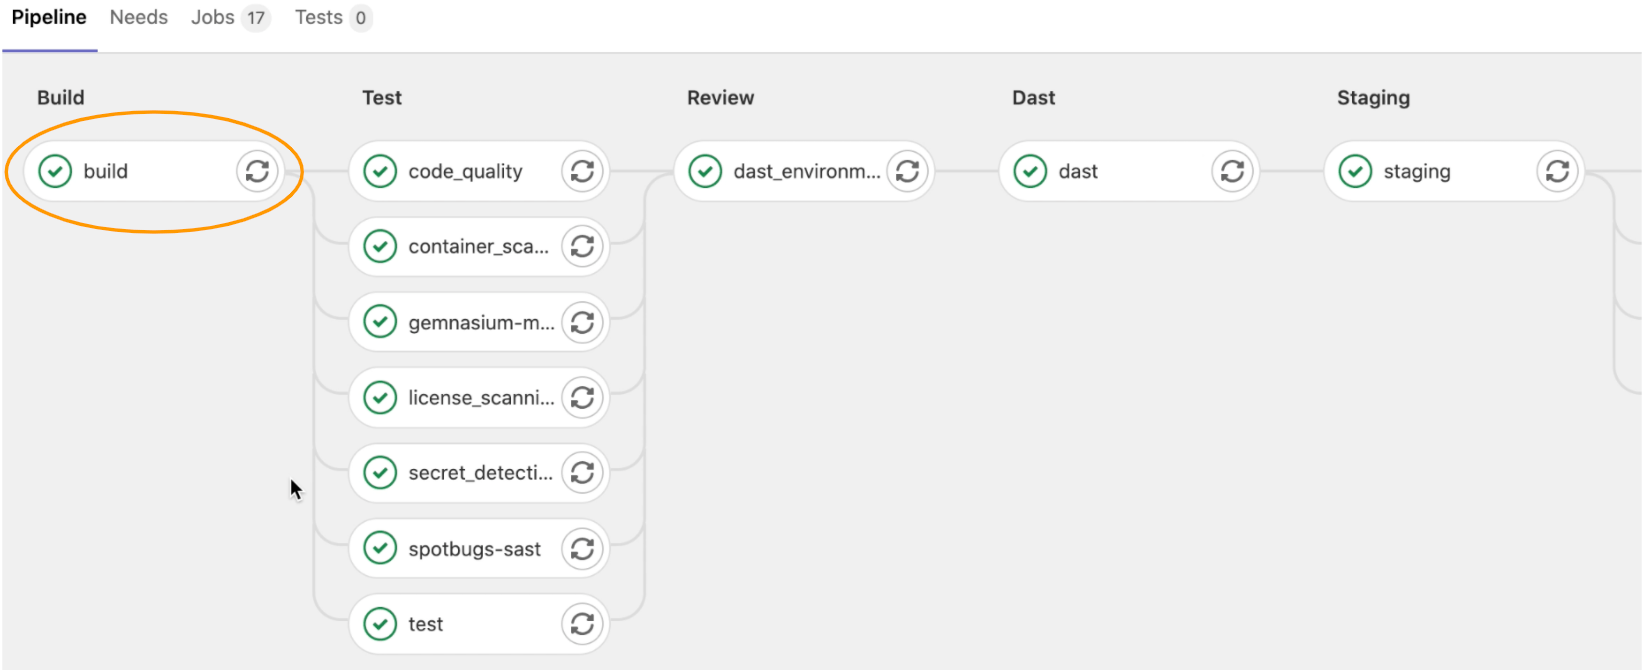 Pipeline Needs Jobs 17 Tests 0
Build Test Review Dast Staging
build code_quality dast_environm... dast staging
container_sca...
gemnasium-m...
license_scanni...
secret_detecti...
spotbugs-sast
test